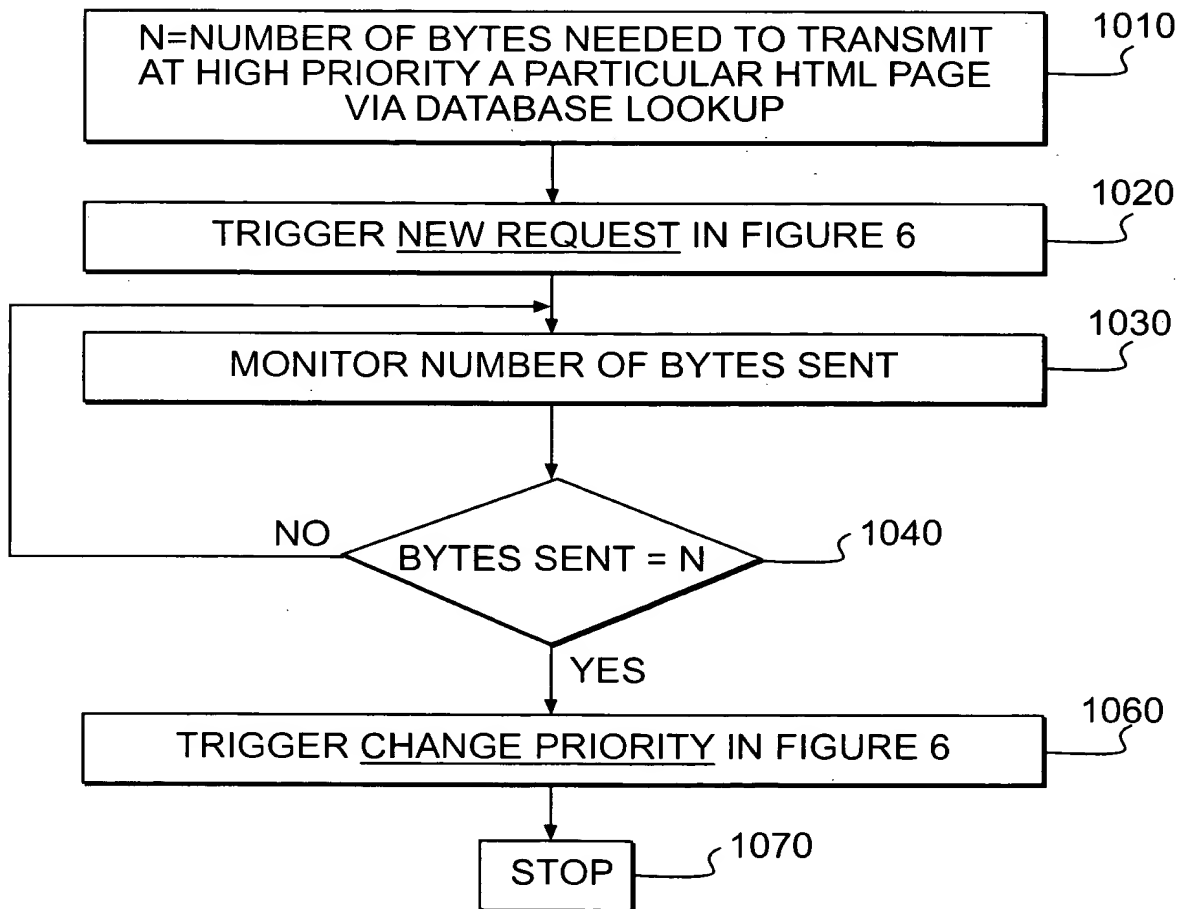 N=NUMBER OF BYTES NEEDED TO TRANSMIT
AT HIGH PRIORITY A PARTICULAR HTML PAGE
VIA DATABASE LOOKUP
1010
TRIGGER NEW REQUEST IN FIGURE 6
1020
MONITOR NUMBER OF BYTES SENT
1030
NO
BYTES SENT = N
1040
YES
TRIGGER CHANGE PRIORITY IN FIGURE 6
1060
STOP
1070